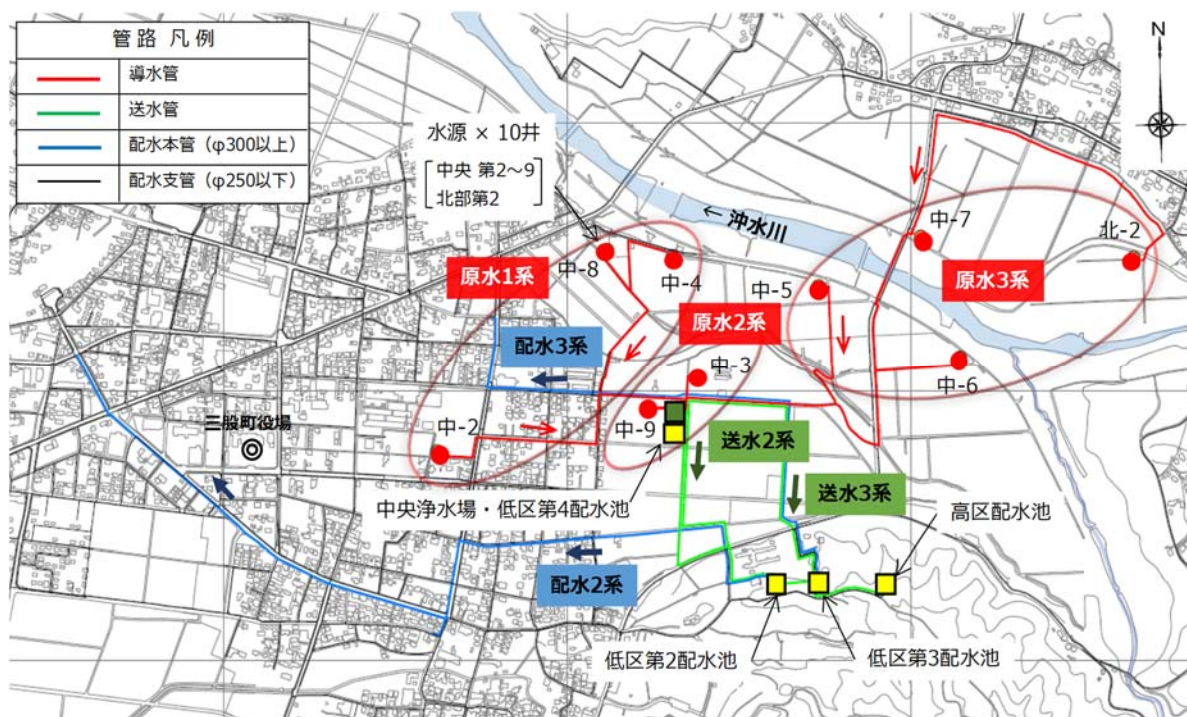 管路 凡例
導水管
送水管
配水本管（φ300以上）
配水支管（φ250以下）
N
水源 × 10井
中央 第2～9
北部第2
← 沖水川
中-7
北-2
中-8
中-4
原水1系
中-5
原水3系
原水2系
配水3系
中-3
中-6
三股町役場
中-2
中-9
送水2系
中央浄水場・低区第4配水池
送水3系
高区配水池
配水2系
低区第2配水池
低区第3配水池